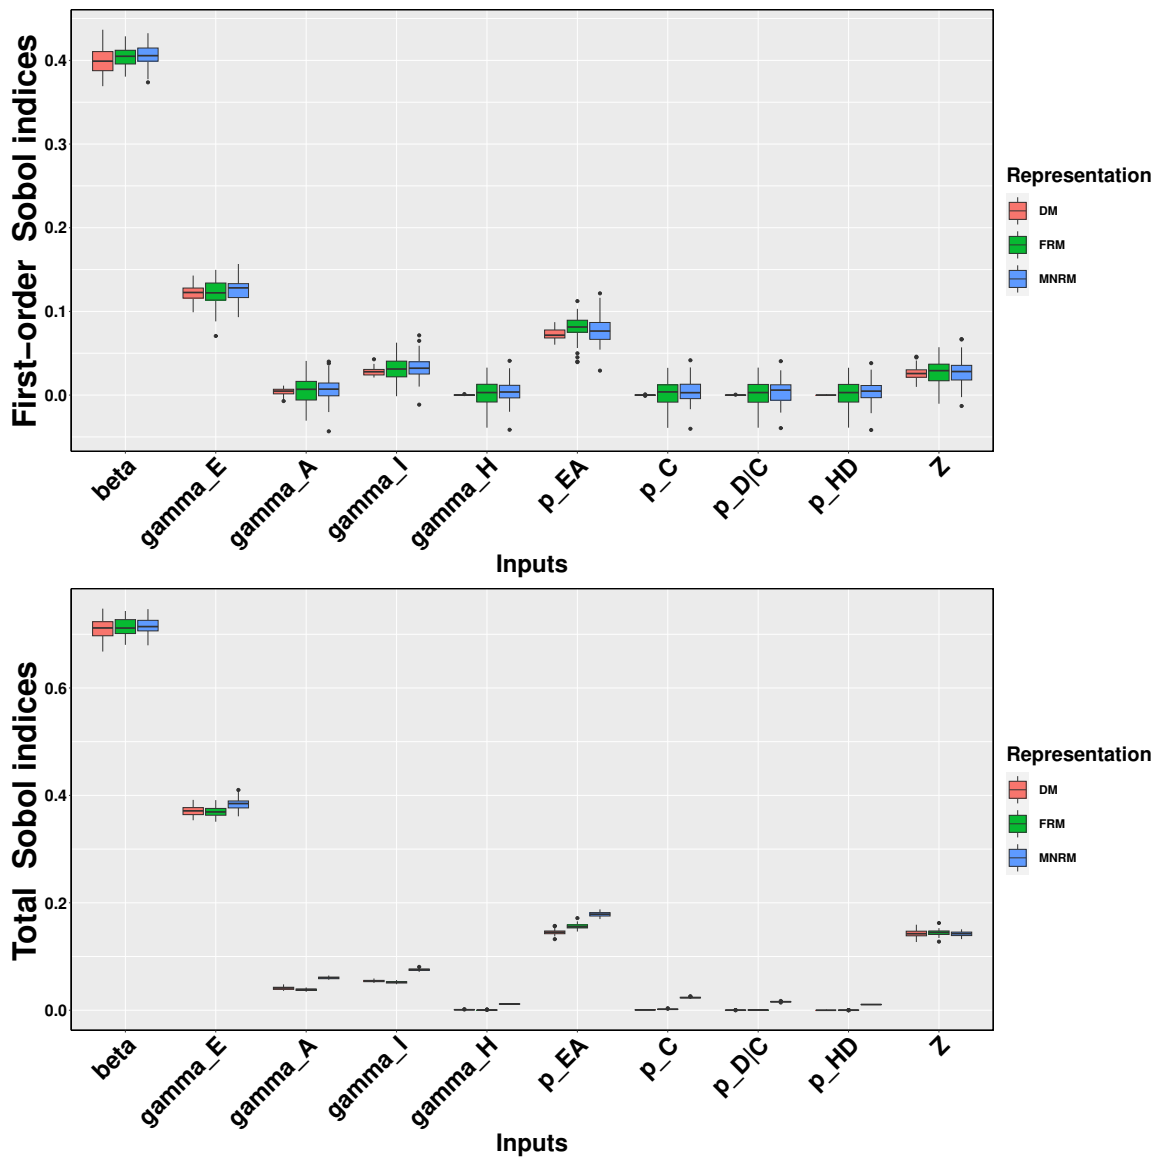 First−order Sobol indices
0.4
0.3
0.2
0.1
0.0
beta
gamma_E
gamma_A
gamma_I
gamma_H
p_EA
p_C
p_D|C
p_HD
Z
Inputs
Representation
DM
FRM
MNRM
Total Sobol indices
0.6
0.4
0.2
0.0
beta
gamma_E
gamma_A
gamma_I
gamma_H
p_EA
p_C
p_D|C
p_HD
Z
Inputs
Representation
DM
FRM
MNRM